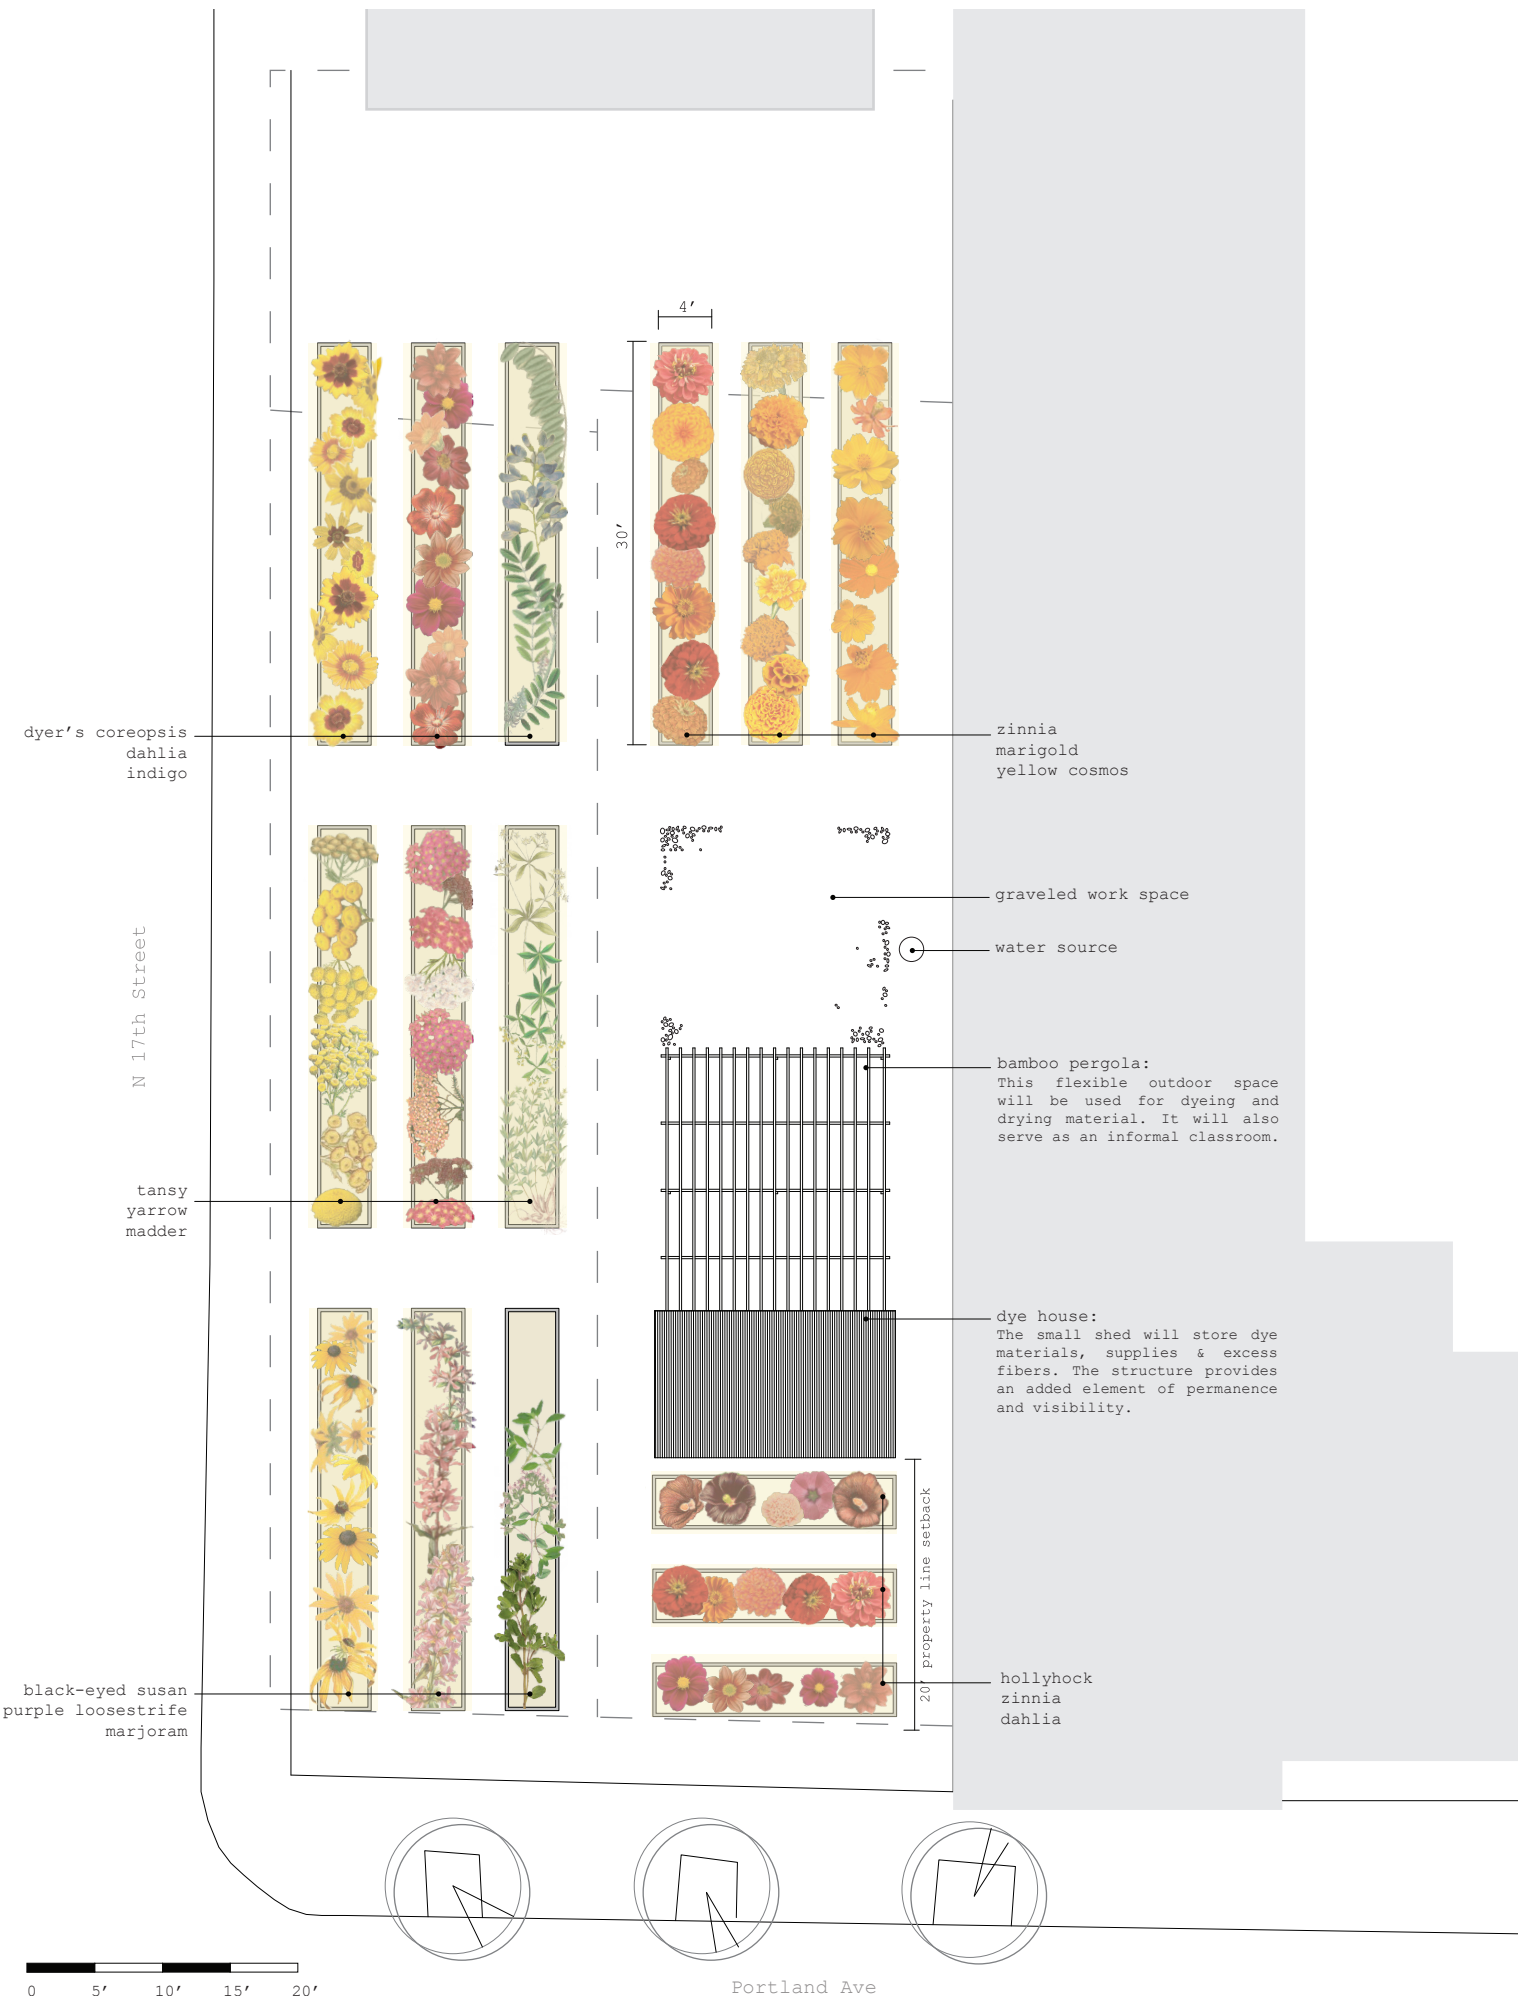 4’
30’
dyer’s coreopsis
dahlia
indigo
zinnia
marigold
yellow cosmos
graveled work space
water source
N 17th Street
bamboo pergola:
This flexible outdoor space
will be used for dyeing and
drying material. It will also
serve as an informal classroom.
tansy
yarrow
madder
dye house:
The small shed will store dye
materials, supplies & excess
fibers. The structure provides
an added element of permanence
and visibility.
20’ property line setback
black-eyed susan
purple loosestrife
marjoram
hollyhock
zinnia
dahlia
0 5’ 10’ 15’ 20’
Portland Ave